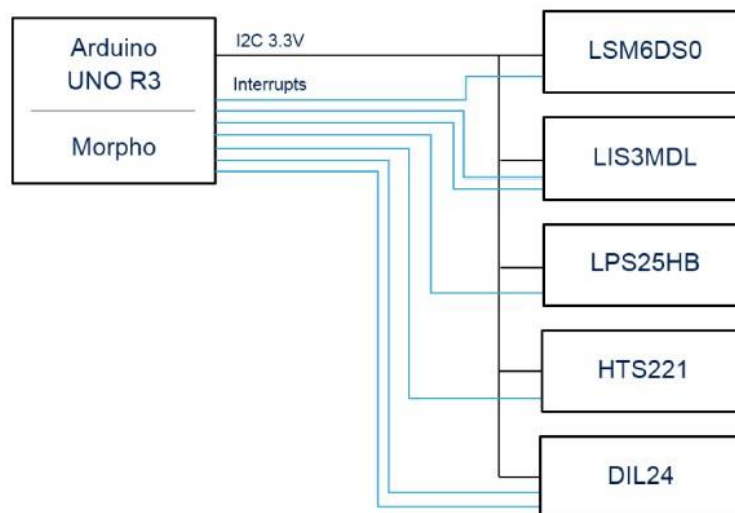 Arduino
UNO R3
Morpho
I2C 3.3V
Interrupts
LSM6DS0
LIS3MDL
LPS25HB
HTS221
DIL24